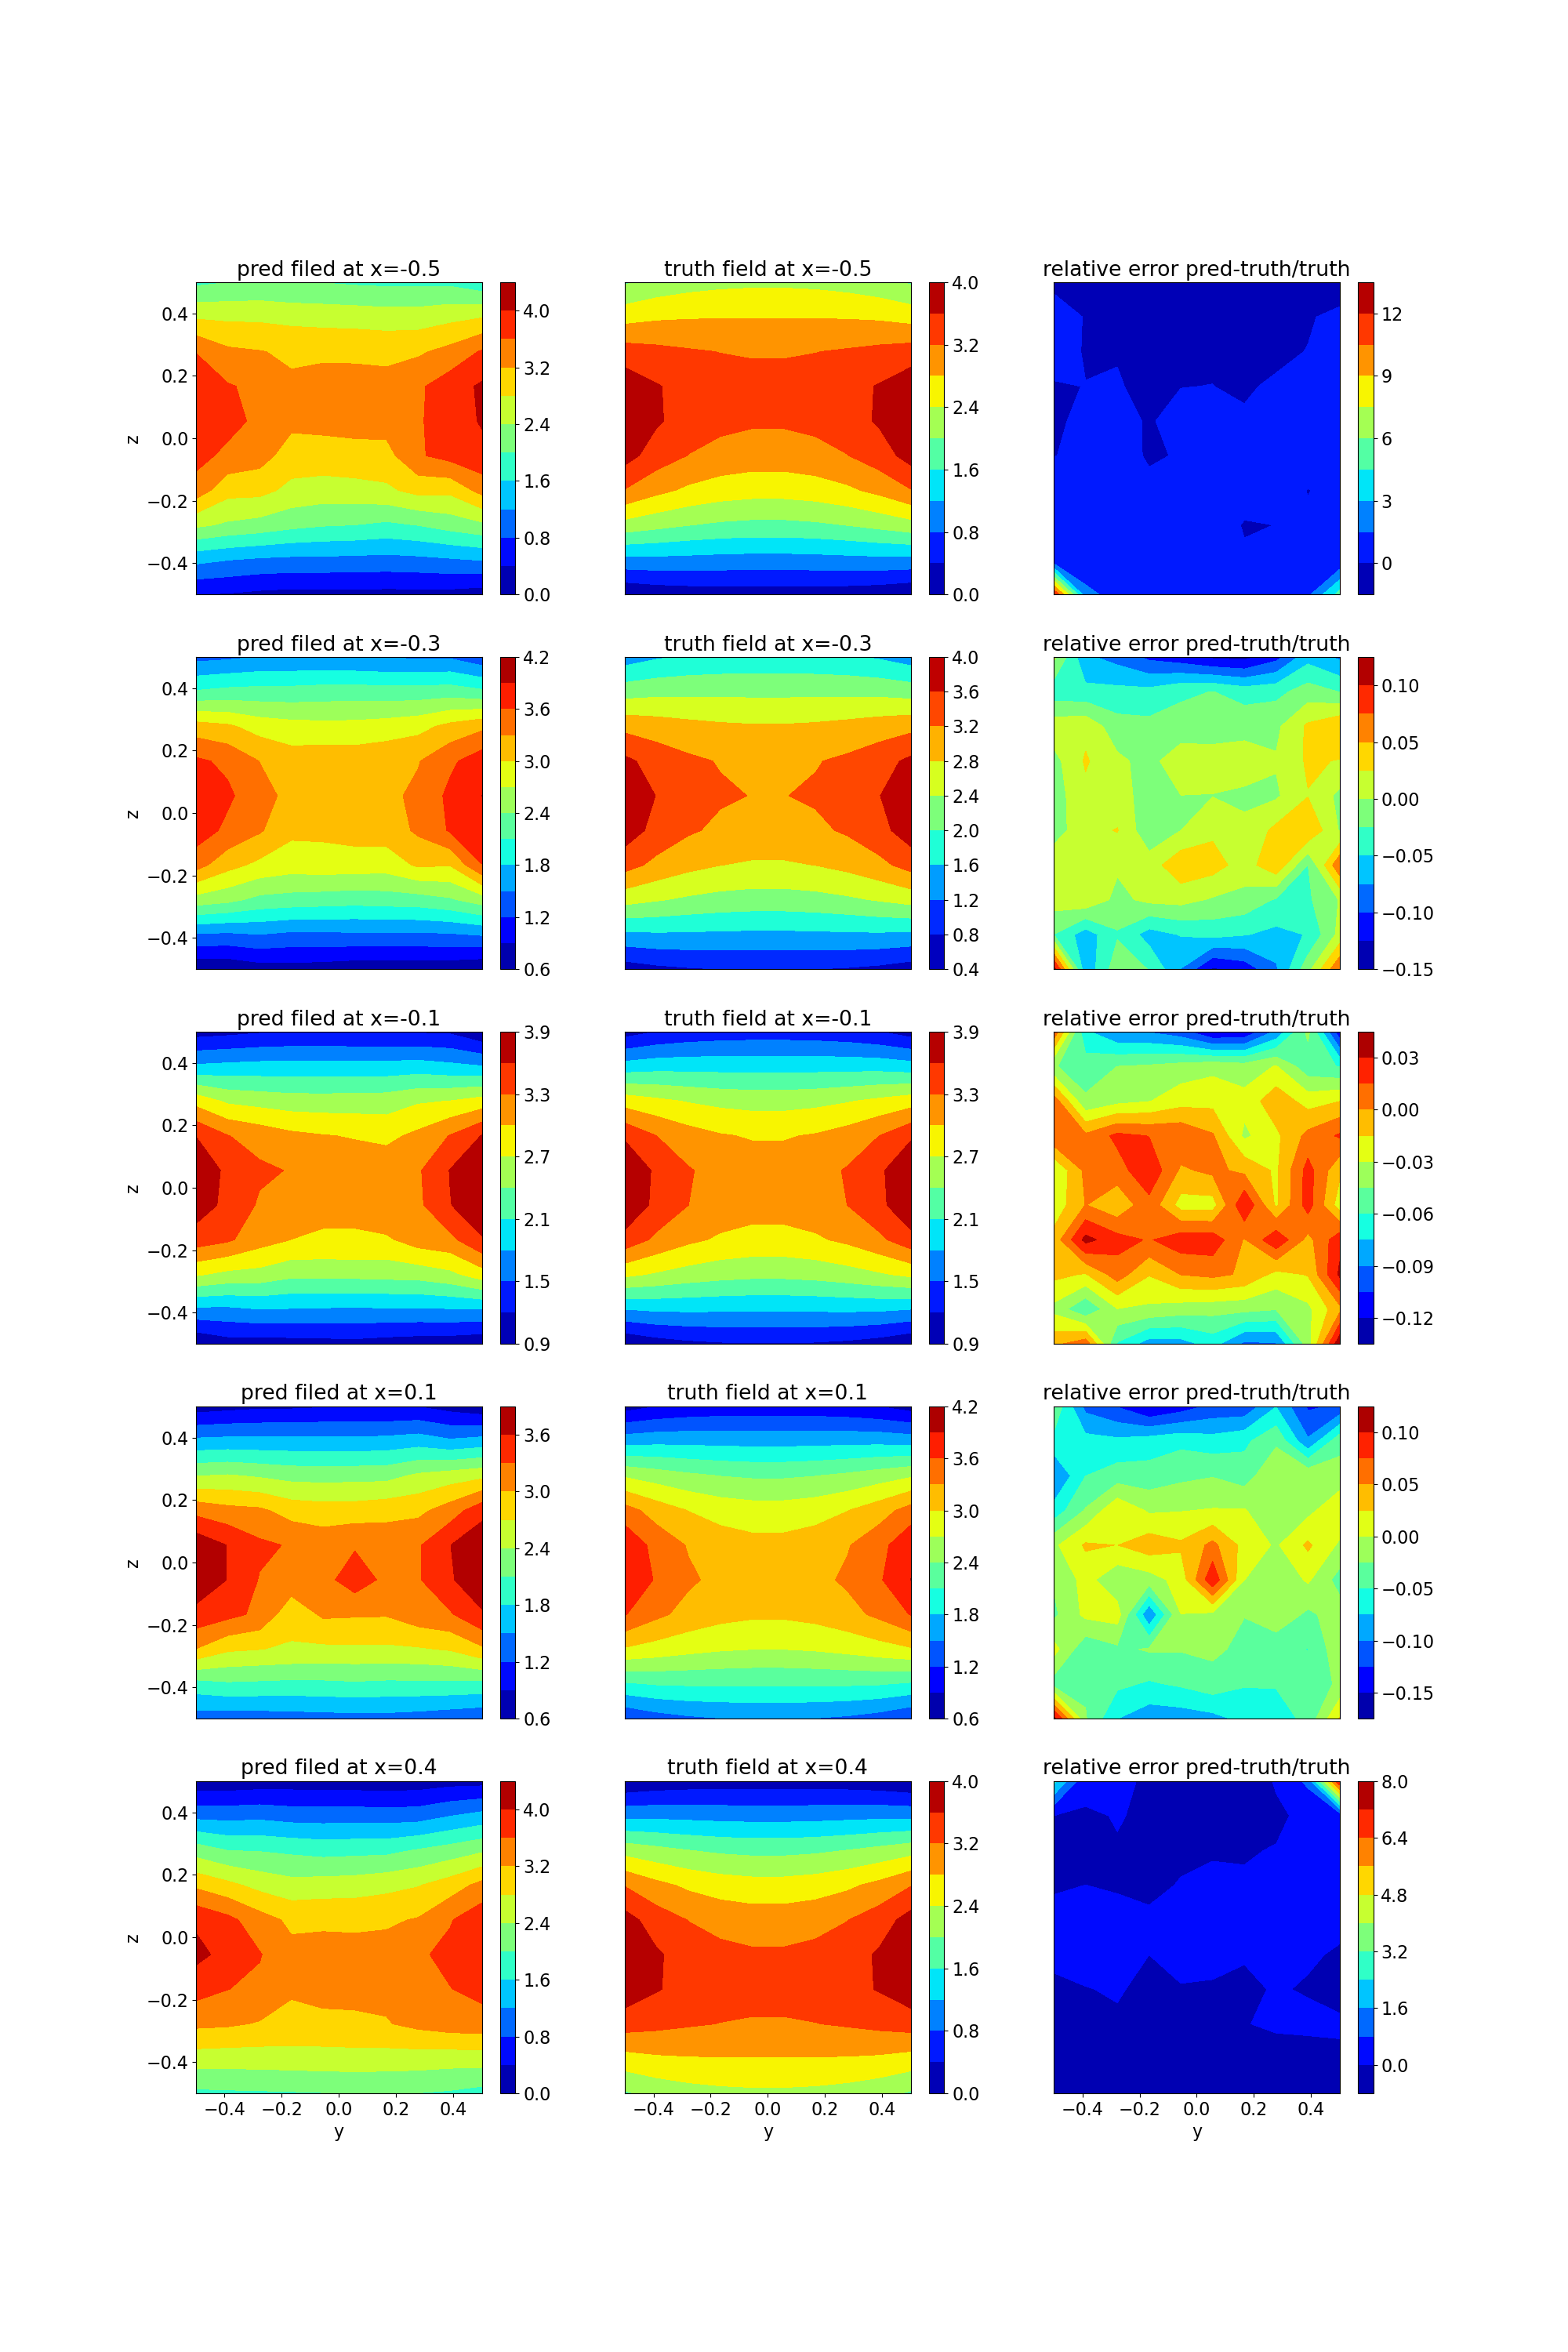 pred filed at x=-0.5 truth field at x=-0.5 relative error pred-truth/truth
z 0.4 0.2 0.0 −0.2 −0.4 4.0 3.2 2.4 1.6 0.8 0.0 4.0 3.2 2.4 1.6 0.8 0.0 12 9 6 3 0
pred filed at x=-0.3 truth field at x=-0.3 relative error pred-truth/truth
z 0.4 0.2 0.0 −0.2 −0.4 4.2 3.6 3.0 2.4 1.8 1.2 0.6 4.0 3.6 3.2 2.8 2.4 2.0 1.6 1.2 0.8 0.4 0.10 0.05 0.00 −0.05 −0.10 −0.15
pred filed at x=-0.1 truth field at x=-0.1 relative error pred-truth/truth
z 0.4 0.2 0.0 −0.2 −0.4 3.9 3.3 2.7 2.1 1.5 0.9 3.9 3.3 2.7 2.1 1.5 0.9 0.03 0.00 −0.03 −0.06 −0.09 −0.12
pred filed at x=0.1 truth field at x=0.1 relative error pred-truth/truth
z 0.4 0.2 0.0 −0.2 −0.4 3.6 3.0 2.4 1.8 1.2 0.6 4.2 3.6 3.0 2.4 1.8 1.2 0.6 0.10 0.05 0.00 −0.05 −0.10 −0.15
pred filed at x=0.4 truth field at x=0.4 relative error pred-truth/truth
z 0.4 0.2 0.0 −0.2 −0.4 4.0 3.2 2.4 1.6 0.8 0.0 4.0 3.2 2.4 1.6 0.8 0.0 8.0 6.4 4.8 3.2 1.6 0.0
−0.4 −0.2 0.0 0.2 0.4 −0.4 −0.2 0.0 0.2 0.4 −0.4 −0.2 0.0 0.2 0.4
y y y